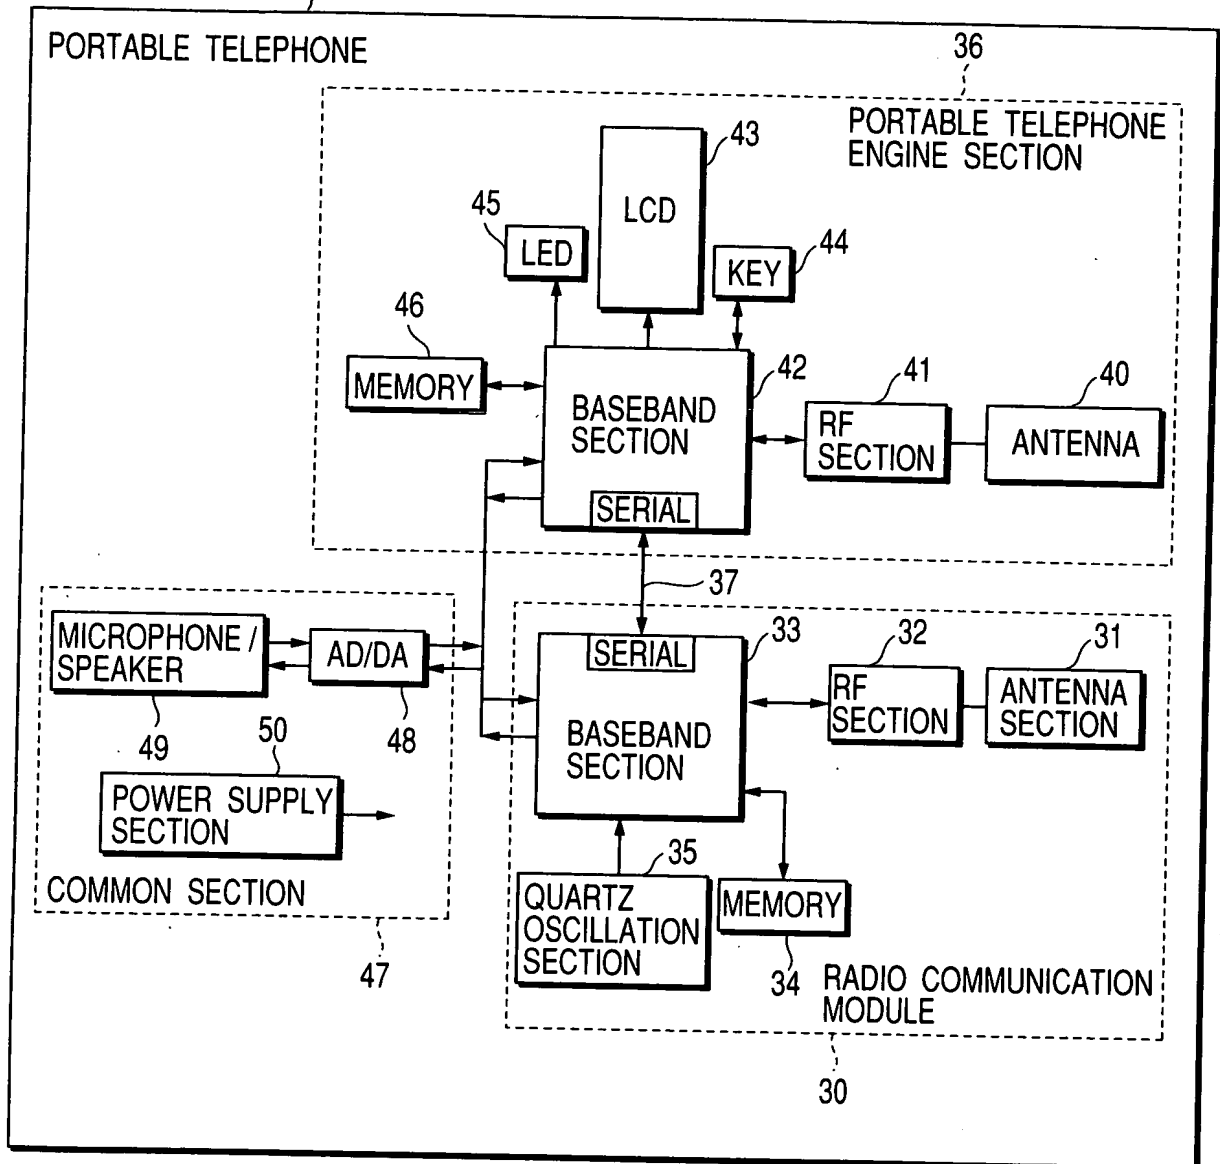 PORTABLE TELEPHONE
36
PORTABLE TELEPHONE
ENGINE SECTION
43
LCD
45
LED
44
KEY
46
MEMORY
42
BASEBAND
SECTION
SERIAL
41
RF
SECTION
40
ANTENNA
37
MICROPHONE /
SPEAKER
49
AD/DA
48
50
POWER SUPPLY
SECTION
COMMON SECTION
47
33
SERIAL
BASEBAND
SECTION
32
RF
SECTION
31
ANTENNA
SECTION
35
QUARTZ
OSCILLATION
SECTION
MEMORY
34
RADIO COMMUNICATION
MODULE
30